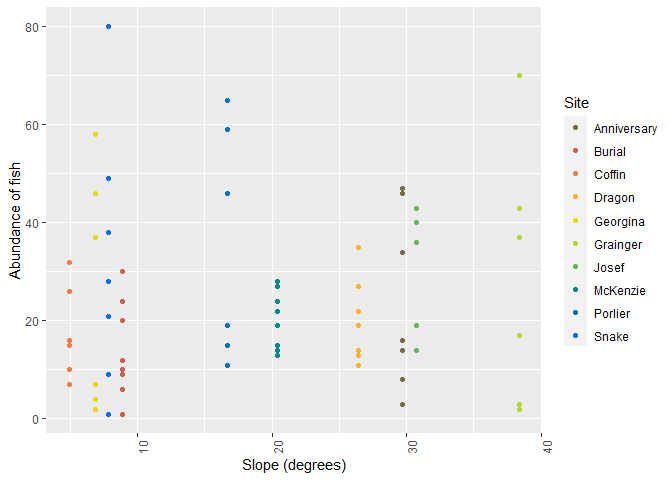 80
60
40
20
0
Abundance of fish
10
20
30
40
Slope (degrees)
Site
Anniversary
Burial
Coffin
Dragon
Georgina
Grainger
Josef
McKenzie
Porlier
Snake